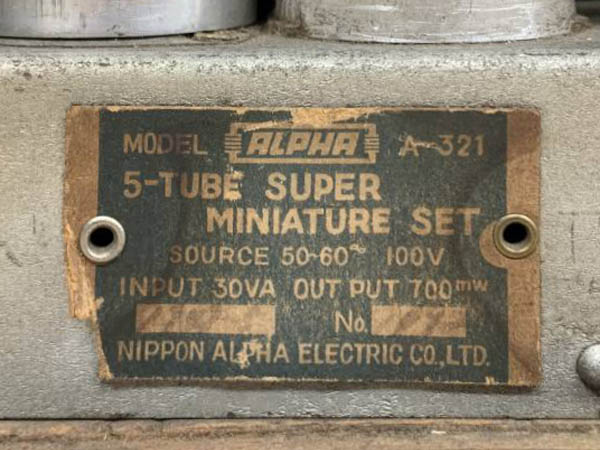 MODEL ALPHA A-321
5-TUBE SUPER
MINIATURE SET
SOURCE 50~60~ 100V
INPUT 30VA OUT PUT 700mw
No.
NIPPON ALPHA ELECTRIC CO., LTD.